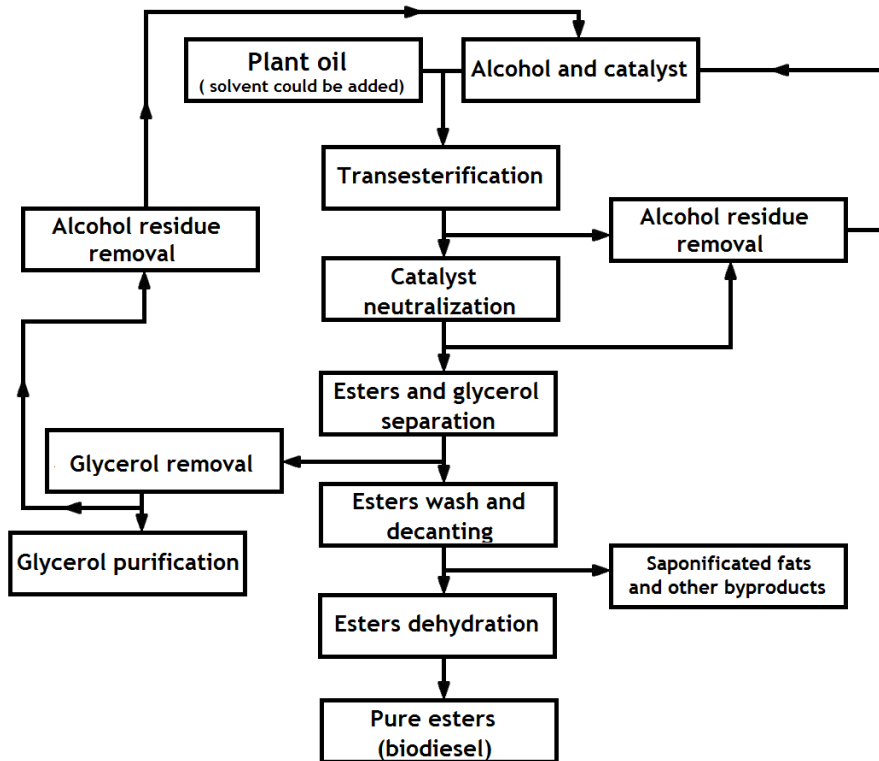 Plant oil
( solvent could be added)
Alcohol and catalyst
Transesterification
Alcohol residue
removal
Alcohol residue
removal
Catalyst
neutralization
Esters and glycerol
separation
Glycerol removal
Esters wash and
decanting
Glycerol purification
Saponificated fats
and other byproducts
Esters dehydration
Pure esters
(biodiesel)